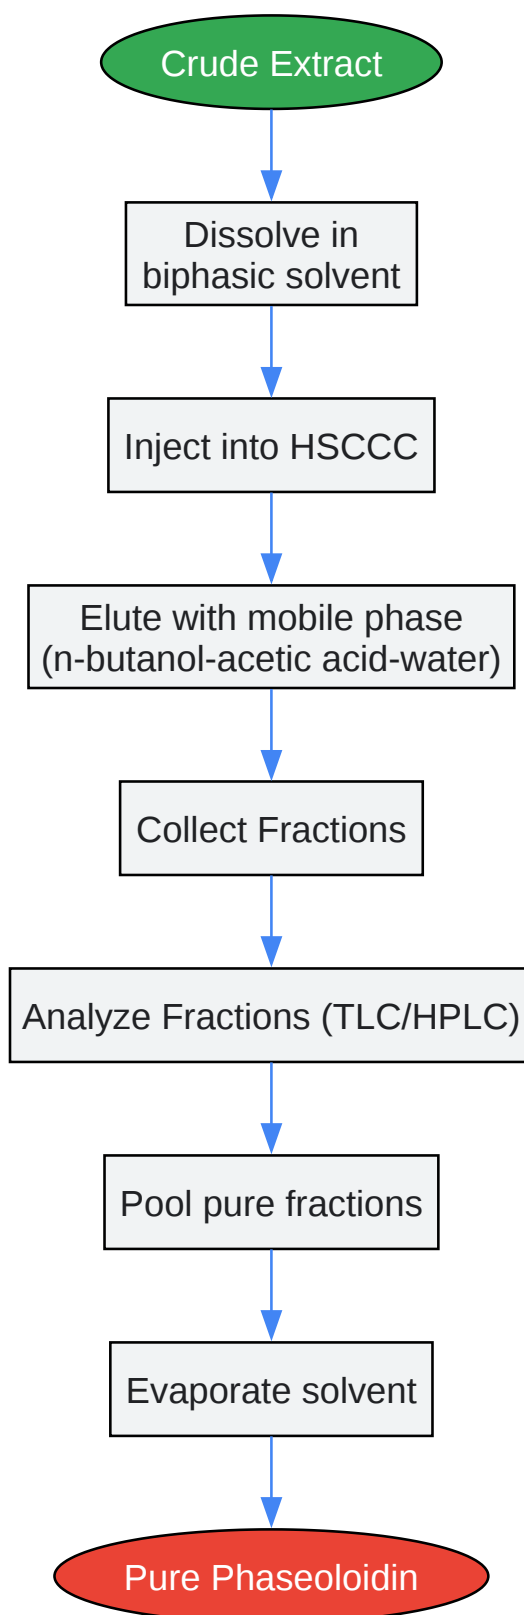 Crude Extract
Dissolve in
biphasic solvent
Inject into HSCCC
Elute with mobile phase
(n-butanol-acetic acid-water)
Collect Fractions
Analyze Fractions (TLC/HPLC)
Pool pure fractions
Evaporate solvent
Pure Phaseoloidin